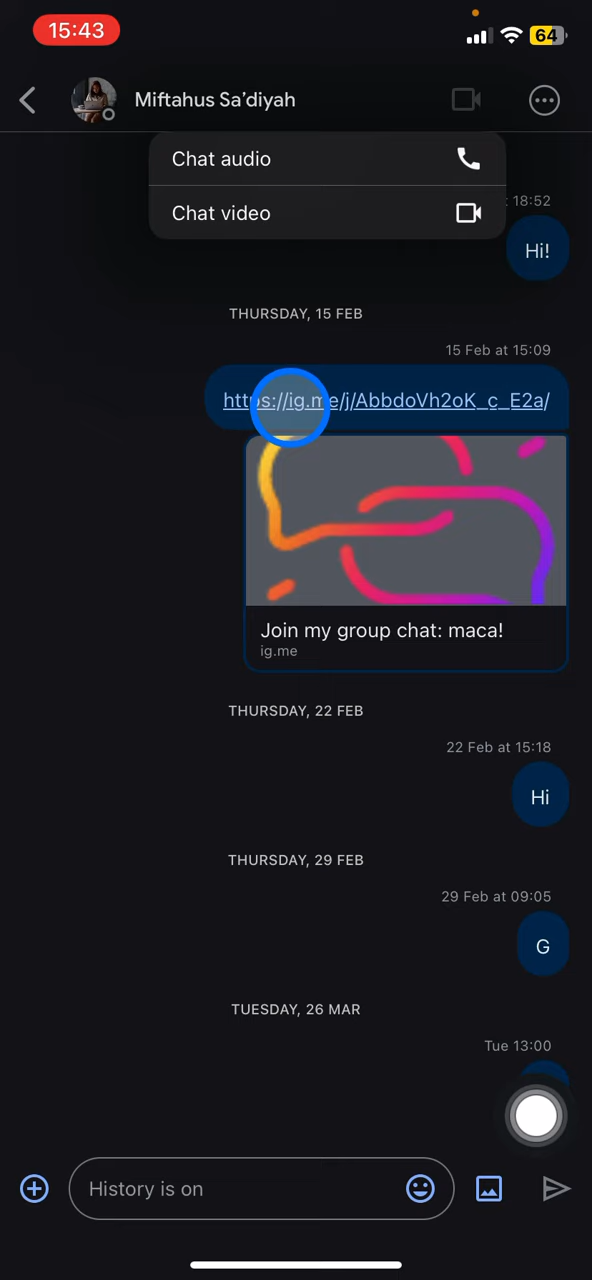 15:43
64
Miftahus Sa’diyah
Chat audio
Chat video
t 18:52
Hi!
THURSDAY, 15 FEB
15 Feb at 15:09
https://ig.me/j/AbbdoVh2oK_c_E2a/
Join my group chat: maca!
ig.me
THURSDAY, 22 FEB
22 Feb at 15:18
Hi
THURSDAY, 29 FEB
29 Feb at 09:05
G
TUESDAY, 26 MAR
Tue 13:00
History is on